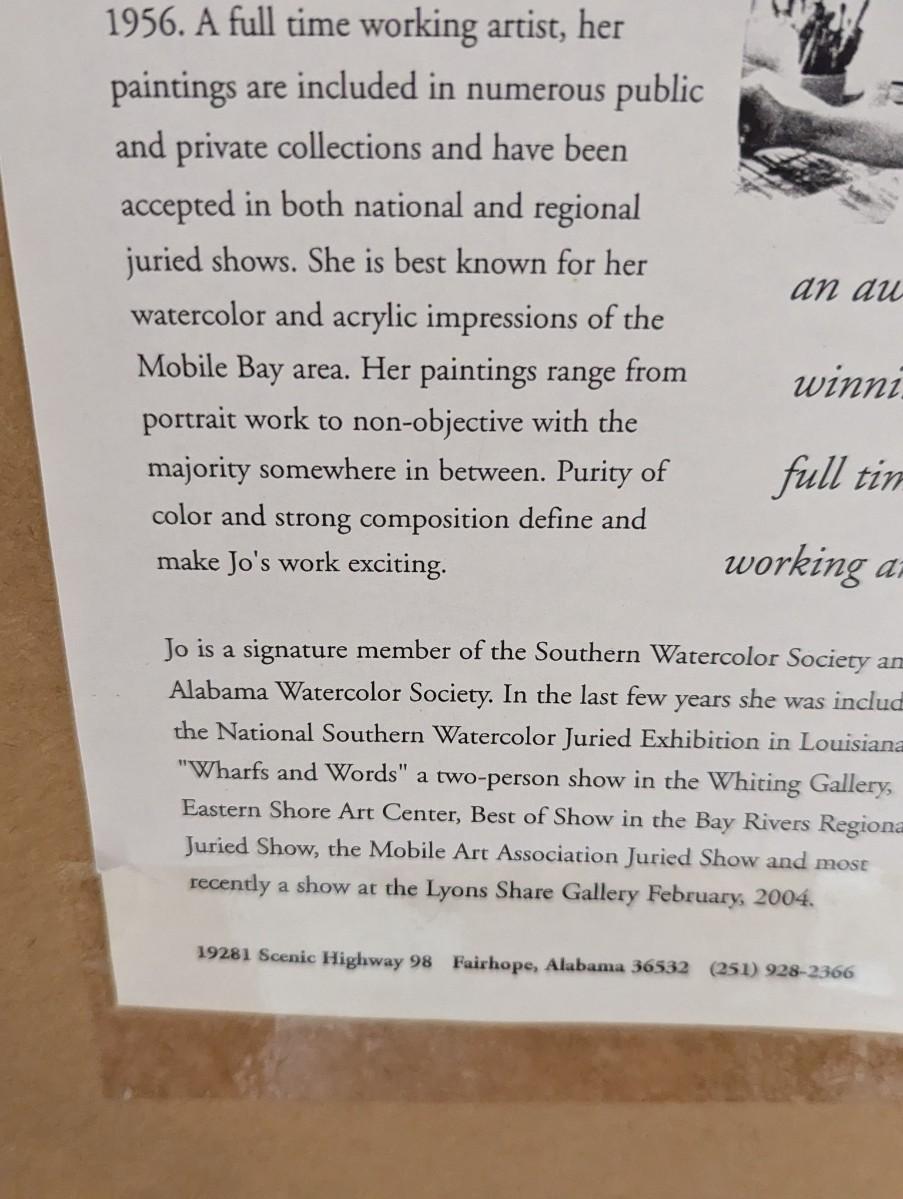 1956. A full time working artist, her
paintings are included in numerous public
and private collections and have been
accepted in both national and regional
juried shows. She is best known for her
watercolor and acrylic impressions of the
Mobile Bay area. Her paintings range from
portrait work to non-objective with the
majority somewhere in between. Purity of
color and strong composition define and
make Jo's work exciting.
an
full
working
Jo is a signature member of the Southern Watercolor Society
Alabama Watercolor Society. In the last few years she was
the National Southern Watercolor Juried Exhibition in Louisiana
"Wharfs and Words" a two-person show in the Whiting Gallery,
Eastern Shore Art Center, Best of Show in the Bay Rivers
Juried Show, the Mobile Art Association Juried Show and most
recently a show at the Lyons Share Gallery February, 2004.
19281 Scenic Highway 98 Fairhope, Alabama 36532 (251) 928-2366